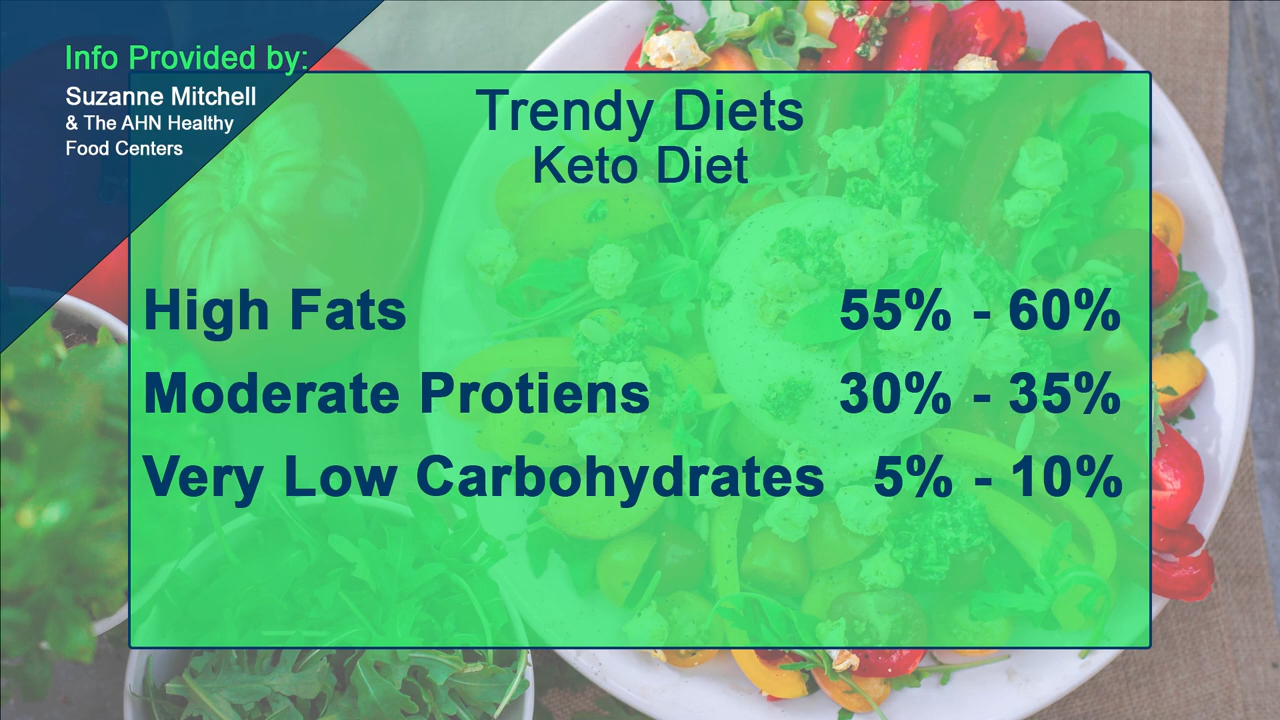 Info Provided by:
Suzanne Mitchell
& The AHN Healthy
Food Centers
Trendy Diets
Keto Diet
High Fats 55% - 60%
Moderate Protiens 30% - 35%
Very Low Carbohydrates 5% - 10%